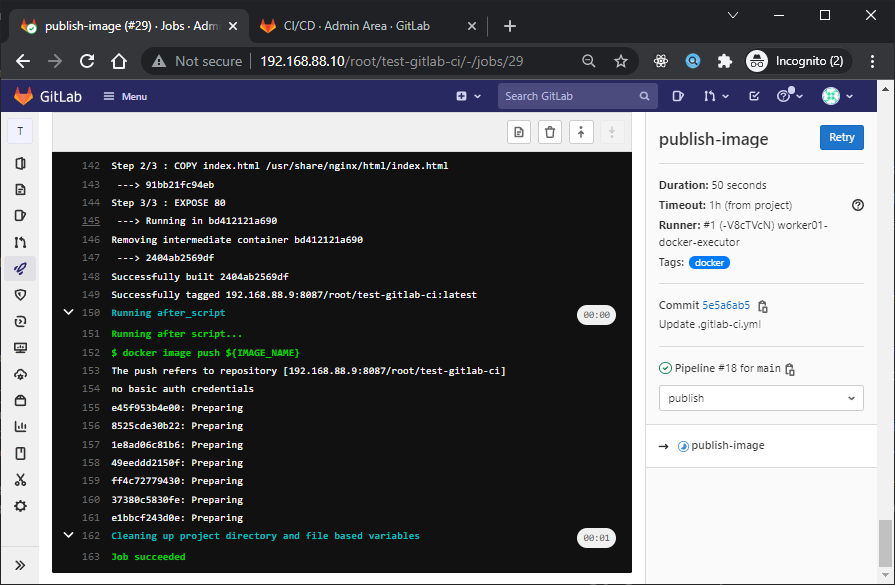 publish-image (#29) · Jobs · Adm
CI/CD · Admin Area · GitLab
Not secure
192.168.88.10/root/test-gitlab-ci/-/jobs/29
Incognito (2)
GitLab
Menu
Search GitLab
T
142 Step 2/3 : COPY index.html /usr/share/nginx/html/index.html
143 ---> 91bb21fc94eb
144 Step 3/3 : EXPOSE 80
145 ---> Running in bd412121a690
146 Removing intermediate container bd412121a690
147 ---> 2404ab2569df
148 Successfully built 2404ab2569df
149 Successfully tagged 192.168.88.9:8087/root/test-gitlab-ci:latest
150 Running after_script 00:00
151 Running after script...
152 $ docker image push ${IMAGE_NAME}
153 The push refers to repository [192.168.88.9:8087/root/test-gitlab-ci]
154 no basic auth credentials
155 e45f953b4e00: Preparing
156 8525cde30b22: Preparing
157 1e8ad06c81b6: Preparing
158 49eeddd2150f: Preparing
159 ff4c72779430: Preparing
160 37380c5830fe: Preparing
161 e1bbcf243d0e: Preparing
162 Cleaning up project directory and file based variables 00:01
163 Job succeeded
publish-image
Retry
Duration: 50 seconds
Timeout: 1h (from project)
Runner: #1 (-V8cTVcN) worker01-
docker-executor
Tags: docker
Commit 5e5a6ab5
Update .gitlab-ci.yml
Pipeline #18 for main
publish
→ publish-image